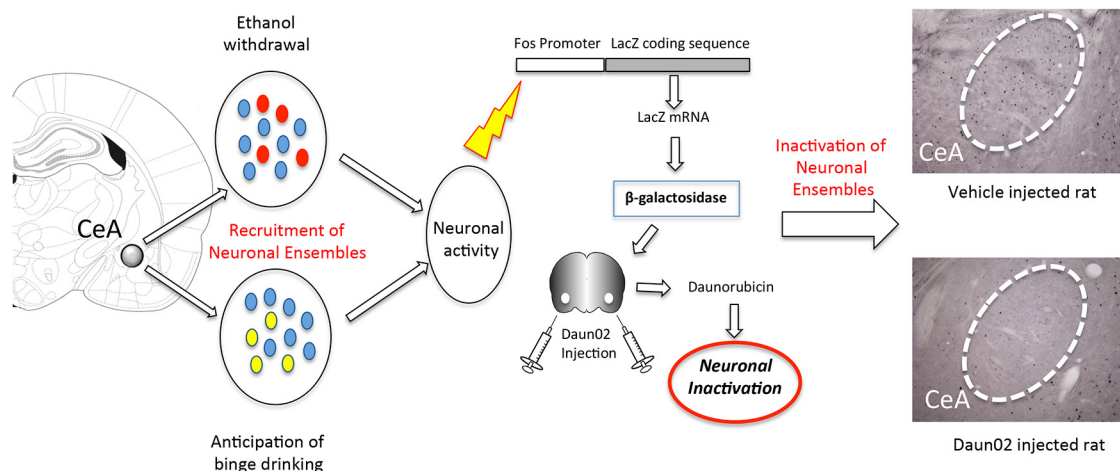 Ethanol
withdrawal
CeA
Recruitment of
Neuronal Ensembles
Anticipation of
binge drinking
Neuronal
activity
Fos Promoter
LacZ coding sequence
LacZ mRNA
β-galactosidase
Daun02
Injection
Daunorubicin
Neuronal
Inactivation
Inactivation of
Neuronal
Ensembles
CeA
Vehicle injected rat
CeA
Daun02 injected rat